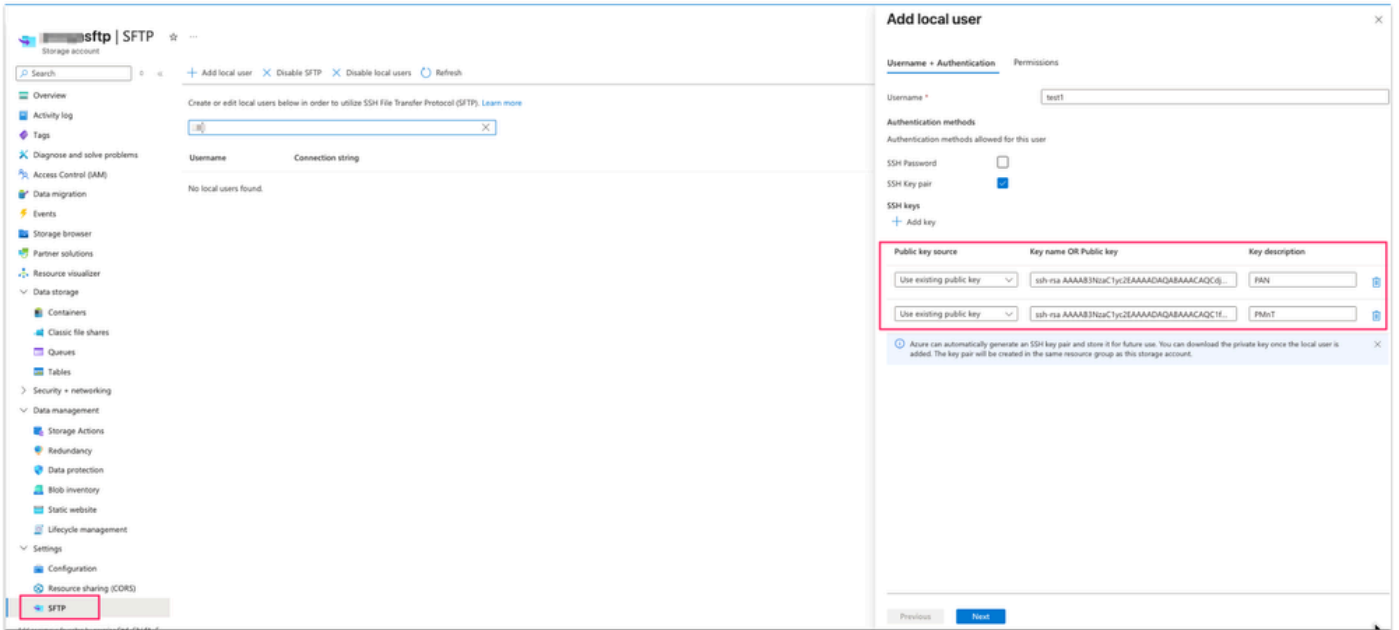 sftp | SFTP
Storage account
Search
Overview
Activity log
Tags
Diagnose and solve problems
Access Control (IAM)
Data migration
Events
Storage browser
Partner solutions
Resource visualizer
Data storage
Containers
Classic file shares
Queues
Tables
Security + networking
Data management
Storage Actions
Redundancy
Data protection
Blob inventory
Static website
Lifecycle management
Settings
Configuration
Resource sharing (CORS)
SFTP
Add local user Disable SFTP Disable local users Refresh
Create or edit local users below in order to utilize SSH File Transfer Protocol (SFTP). Learn more
Username Connection string
No local users found.
Add local user
Username + Authentication Permissions
Username * test1
Authentication methods
Authentication methods allowed for this user
SSH Password
SSH Key pair
SSH keys
Add key
Public key source Key name OR Public key Key description
Use existing public key ssh-rsa AAAAB3NzaC1yc2EAAAADAQABAAACAQCdj... PAN
Use existing public key ssh-rsa AAAAB3NzaC1yc2EAAAADAQABAAACAQC1f... PMnT
Azure can automatically generate an SSH key pair and store it for future use. You can download the private key once the local user is
added. The key pair will be created in the same resource group as this storage account.
Previous Next